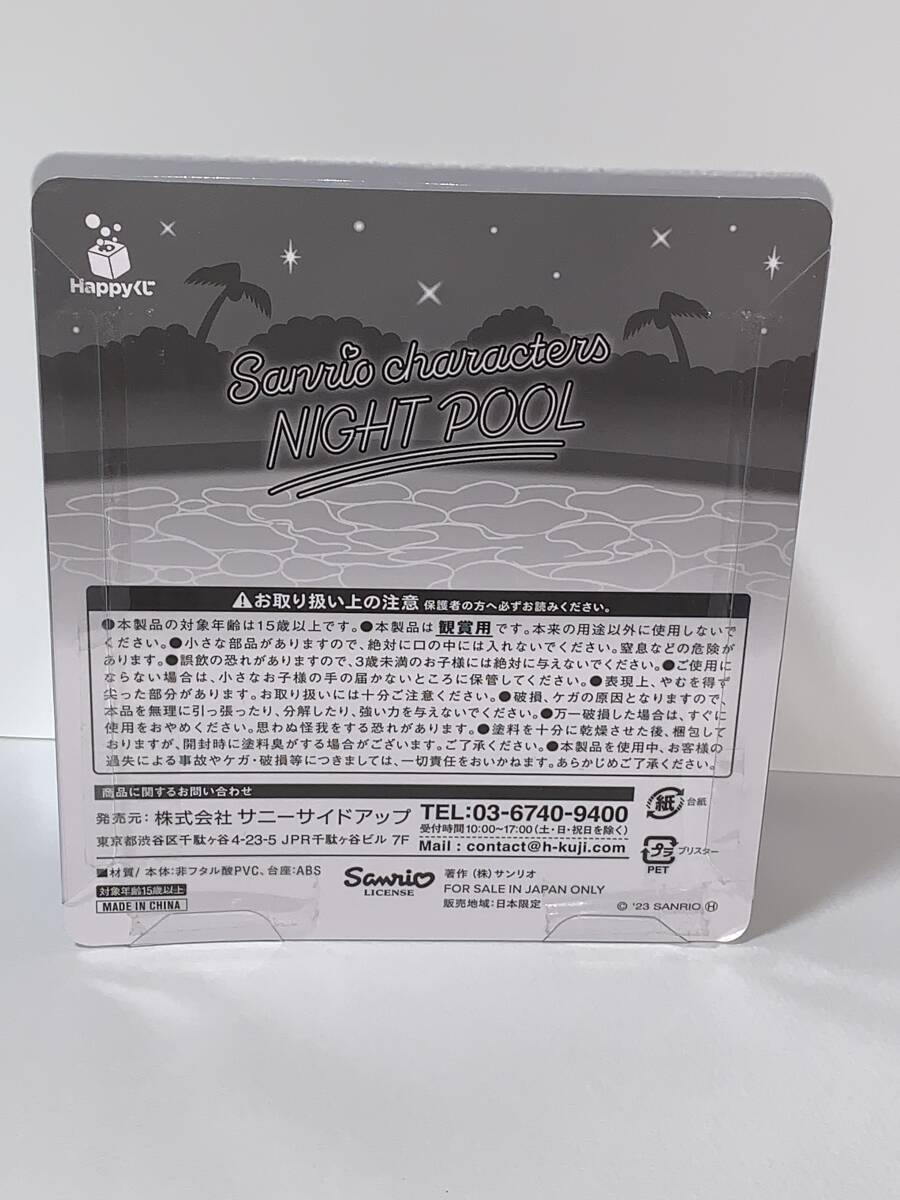 Happyくじ
Sanrio characters
NIGHT POOL
⚠お取り扱い上の注意 保護者の方へ必ずお読みください。
●本製品の対象年齢は15歳以上です。●本製品は観賞用です。本来の用途以外に使用しないで
ください。●小さな部品がありますので、絶対に口の中には入れないでください。窒息などの危険が
あります。●誤飲の恐れがありますので、3歳未満のお子様には絶対に与えないでください。●ご使用に
ならない場合は、小さなお子様の手の届かないところに保管してください。●表現上、やむを得ず
尖った部分があります。お取り扱いには十分ご注意ください。●破損、ケガの原因となりますので、
本品を無理に引っ張ったり、分解したり、強い力を与えないでください。●万一破損した場合は、すぐに
使用をおやめください。思わぬ怪我をする恐れがあります。●塗料を十分に乾燥させた後、梱包して
おりますが、開封時に塗料臭がする場合がございます。ご了承ください。●本製品を使用中、お客様の
過失による事故やケガ・破損等につきましては、一切責任をおいかねます。あらかじめご了承ください。
商品に関するお問い合わせ
発売元：株式会社 サニーサイドアップ
東京都渋谷区千駄ヶ谷4-23-5 JPR千駄ヶ谷ビル 7F
TEL:03-6740-9400
受付時間10:00~17:00(土・日・祝日を除く)
Mail : contact@h-kuji.com
紙 台紙
プラ ブリスター
PET
■材質/ 本体:非フタル酸PVC、台座:ABS
対象年齢15歳以上
MADE IN CHINA
Sanrio
LICENSE
著作 (株) サンリオ
FOR SALE IN JAPAN ONLY
販売地域:日本限定
© '23 SANRIO Ⓗ